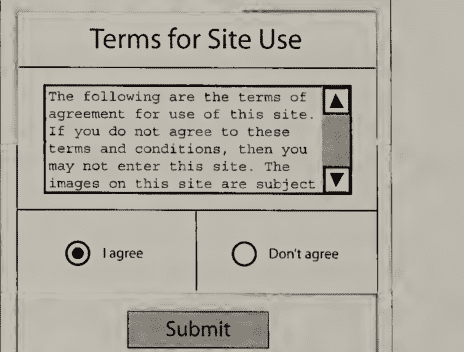 Terms for Site Use
The following are the terms of
agreement for use of this site.
If you do not agree to these
terms and conditions, then you
may not enter this site. The
images on this site are subject
I agree
Don't agree
Submit